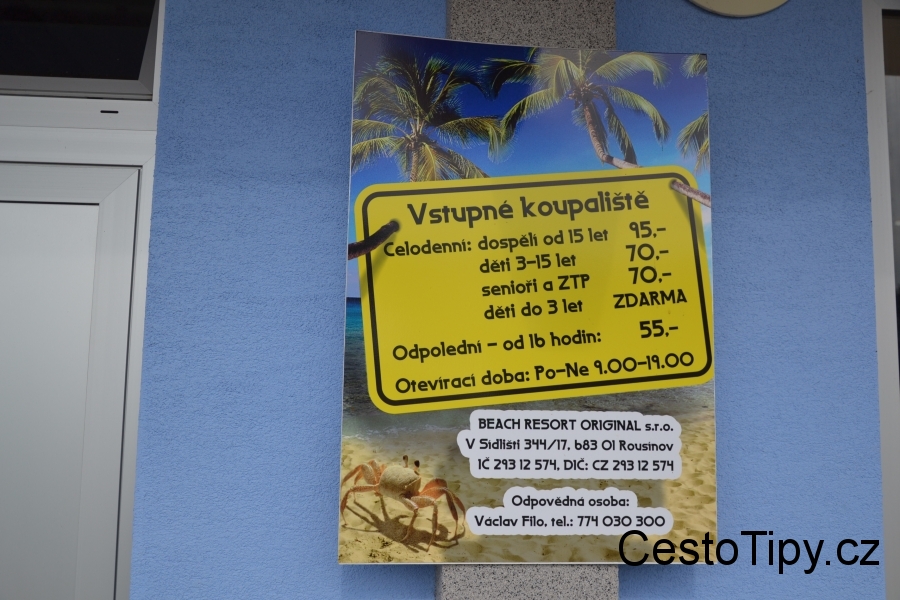 Vstupné koupaliště
Celodenní: dospělí od 15 let 95,-
děti 3-15 let 70,-
senioři a ZTP 70,-
děti do 3 let ZDARMA
Odpolední - od 16 hodin: 55,-
Otevírací doba: Po-Ne 9.00-19.00
BEACH RESORT ORIGINAL s.r.o.
V Sídlišti 344/17, 683 01 Rousínov
IČ 293 12 574, DIČ: CZ 293 12 574
Odpovědná osoba:
Václav Filo, tel.: 774 030 300
CestoTipy.cz